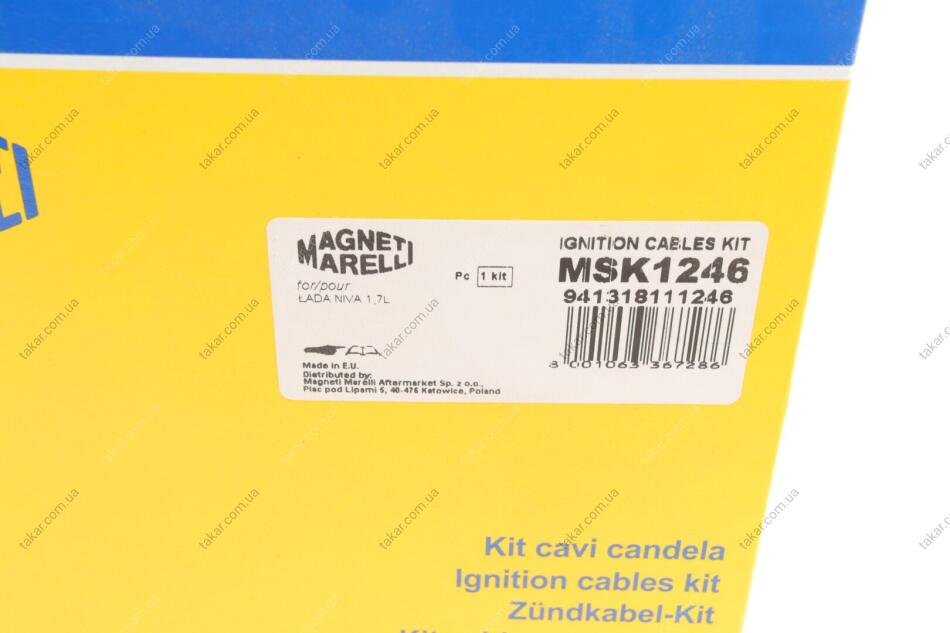 MAGNETI
MARELLI
for/pour
ŁADA NIVA 1,7L
Pc 1 kit
IGNITION CABLES KIT
MSK1246
941318111246
8 001063 367286
Made in E.U.
Distributed by:
Magneti Marelli Aftermarket Sp. z o.o.,
Plac pod Lipami 5, 40-476 Katowice, Poland
Kit cavi candela
Ignition cables kit
Zündkabel-Kit
takar.com.ua